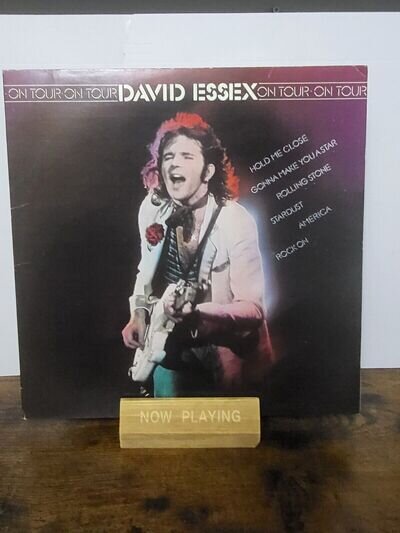 ON TOUR ON TOUR DAVID ESSEX ON TOUR ON TOUR
HOLD ME CLOSE
GONNA MAKE YOU A STAR
ROLLING STONE
STARDUST
AMERICA
ROCK ON
NOW PLAYING